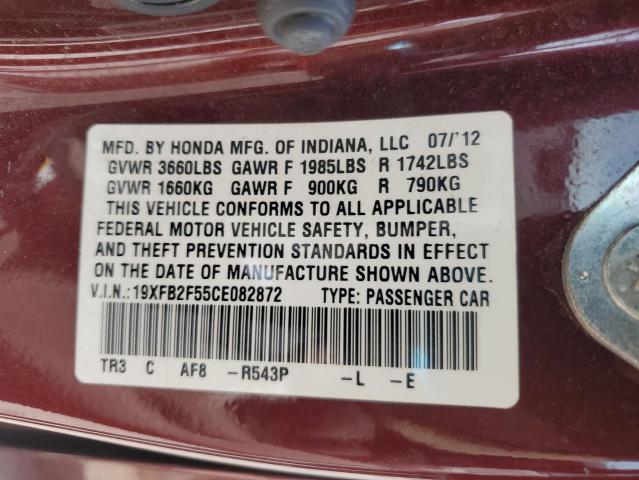 MFD. BY HONDA MFG. OF INDIANA, LLC 07/'12
GVWR 3660LBS GAWR F 1985LBS R 1742LBS
GVWR 1660KG GAWR F 900KG R 790KG
THIS VEHICLE CONFORMS TO ALL APPLICABLE
FEDERAL MOTOR VEHICLE SAFETY, BUMPER,
AND THEFT PREVENTION STANDARDS IN EFFECT
ON THE DATE OF MANUFACTURE SHOWN ABOVE.
V.I.N.:19XFB2F55CE082872 TYPE: PASSENGER CAR
TR3 C AF8 -R543P -L -E